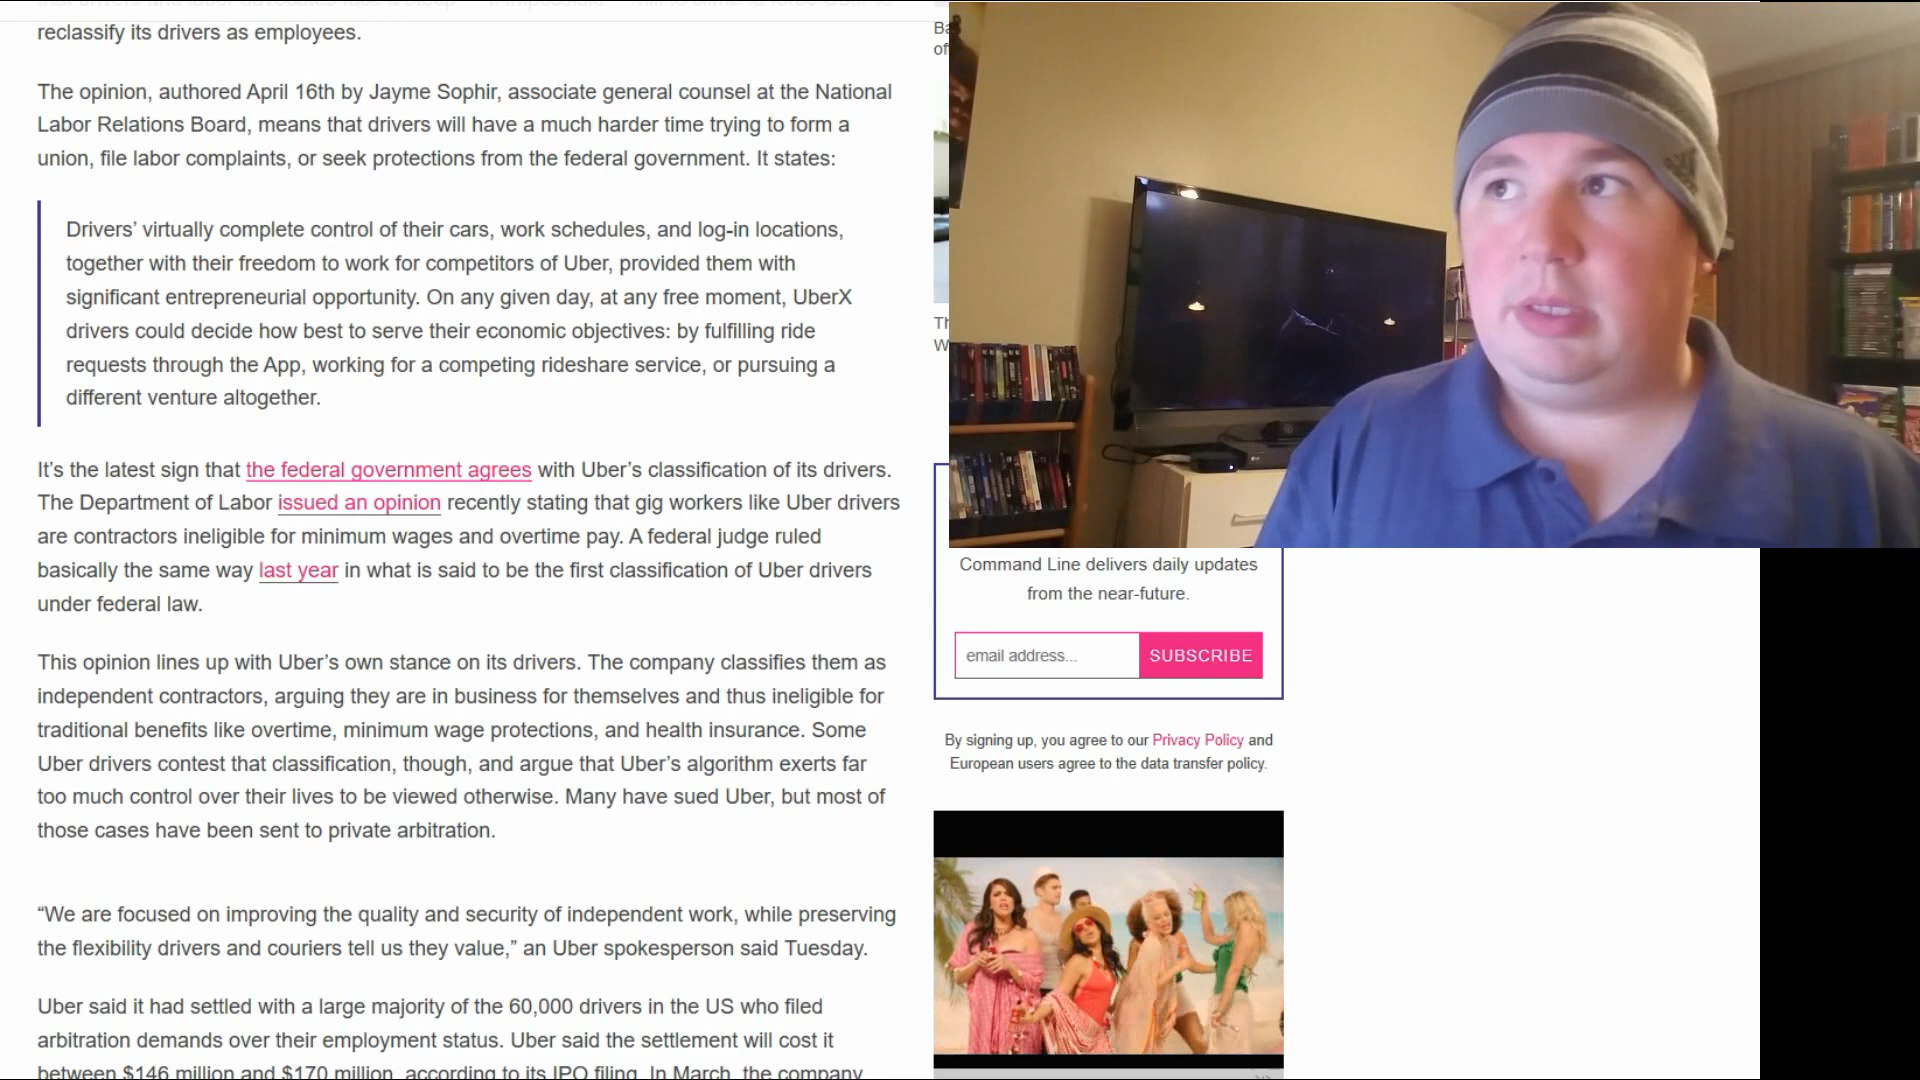 reclassify its drivers as employees.
The opinion, authored April 16th by Jayme Sophir, associate general counsel at the National
Labor Relations Board, means that drivers will have a much harder time trying to form a
union, file labor complaints, or seek protections from the federal government. It states:
Drivers’ virtually complete control of their cars, work schedules, and log-in locations,
together with their freedom to work for competitors of Uber, provided them with
significant entrepreneurial opportunity. On any given day, at any free moment, UberX
drivers could decide how best to serve their economic objectives: by fulfilling ride
requests through the App, working for a competing rideshare service, or pursuing a
different venture altogether.
It’s the latest sign that the federal government agrees with Uber’s classification of its drivers.
The Department of Labor issued an opinion recently stating that gig workers like Uber drivers
are contractors ineligible for minimum wages and overtime pay. A federal judge ruled
basically the same way last year in what is said to be the first classification of Uber drivers
under federal law.
This opinion lines up with Uber’s own stance on its drivers. The company classifies them as
independent contractors, arguing they are in business for themselves and thus ineligible for
traditional benefits like overtime, minimum wage protections, and health insurance. Some
Uber drivers contest that classification, though, and argue that Uber’s algorithm exerts far
too much control over their lives to be viewed otherwise. Many have sued Uber, but most of
those cases have been sent to private arbitration.
“We are focused on improving the quality and security of independent work, while preserving
the flexibility drivers and couriers tell us they value,” an Uber spokesperson said Tuesday.
Uber said it had settled with a large majority of the 60,000 drivers in the US who filed
arbitration demands over their employment status. Uber said the settlement will cost it
between $146 million and $170 million, according to its IPO filing. In March, the company
Command Line delivers daily updates
from the near-future.
email address...
SUBSCRIBE
By signing up, you agree to our Privacy Policy and
European users agree to the data transfer policy.